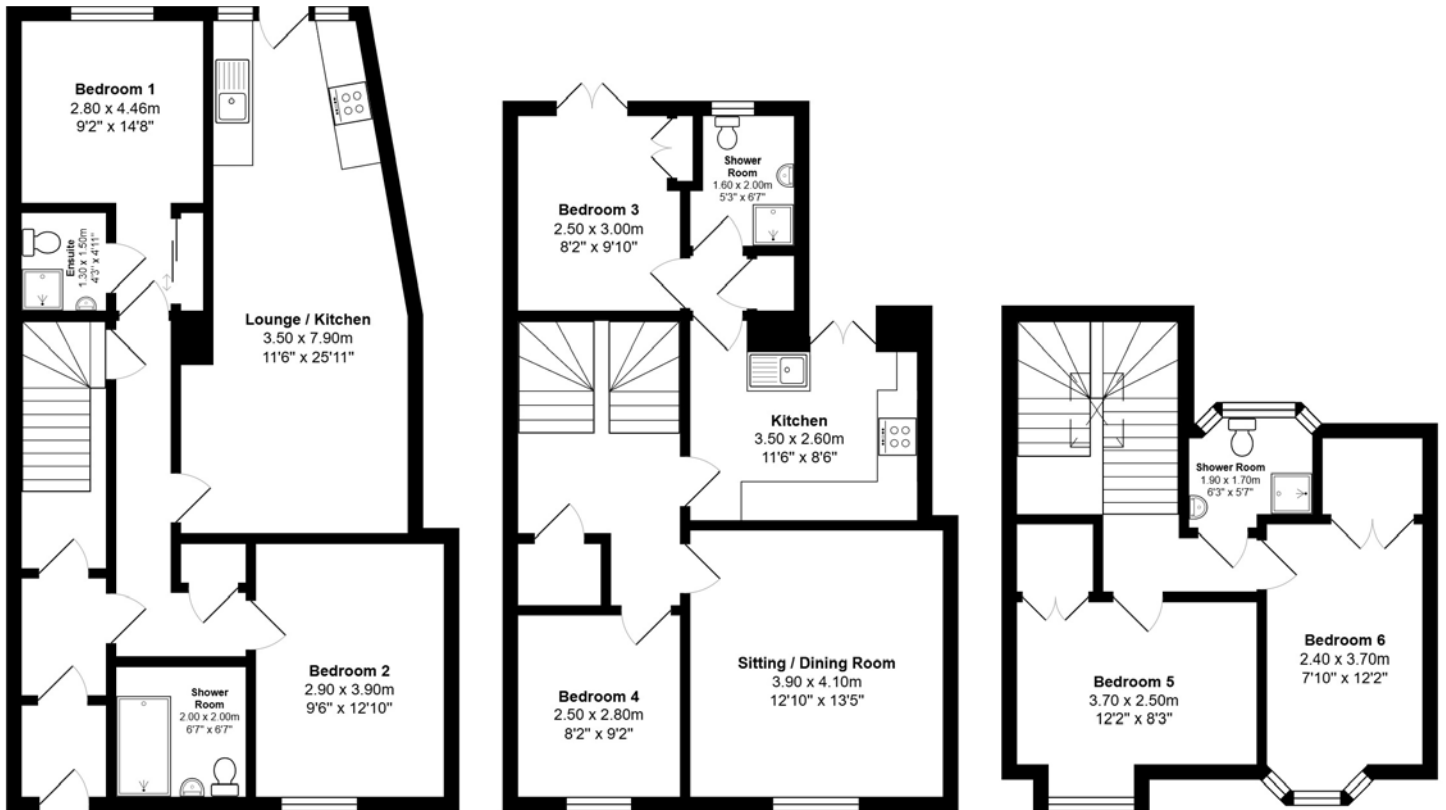 Bedroom 1
2.80 x 4.46m
9'2" x 14'8"
Ensuite
1.30 x 1.50m
4'3" x 4'11"
Lounge / Kitchen
3.50 x 7.90m
11'6" x 25'11"
Bedroom 2
2.90 x 3.90m
9'6" x 12'10"
Shower
Room
2.00 x 2.00m
6'7" x 6'7"
Bedroom 3
2.50 x 3.00m
8'2" x 9'10"
Shower
Room
1.60 x 2.00m
5'3" x 6'7"
Kitchen
3.50 x 2.60m
11'6" x 8'6"
Bedroom 4
2.50 x 2.80m
8'2" x 9'2"
Sitting / Dining Room
3.90 x 4.10m
12'10" x 13'5"
Shower Room
1.90 x 1.70m
6'3" x 5'7"
Bedroom 5
3.70 x 2.50m
12'2" x 8'3"
Bedroom 6
2.40 x 3.70m
7'10" x 12'2"